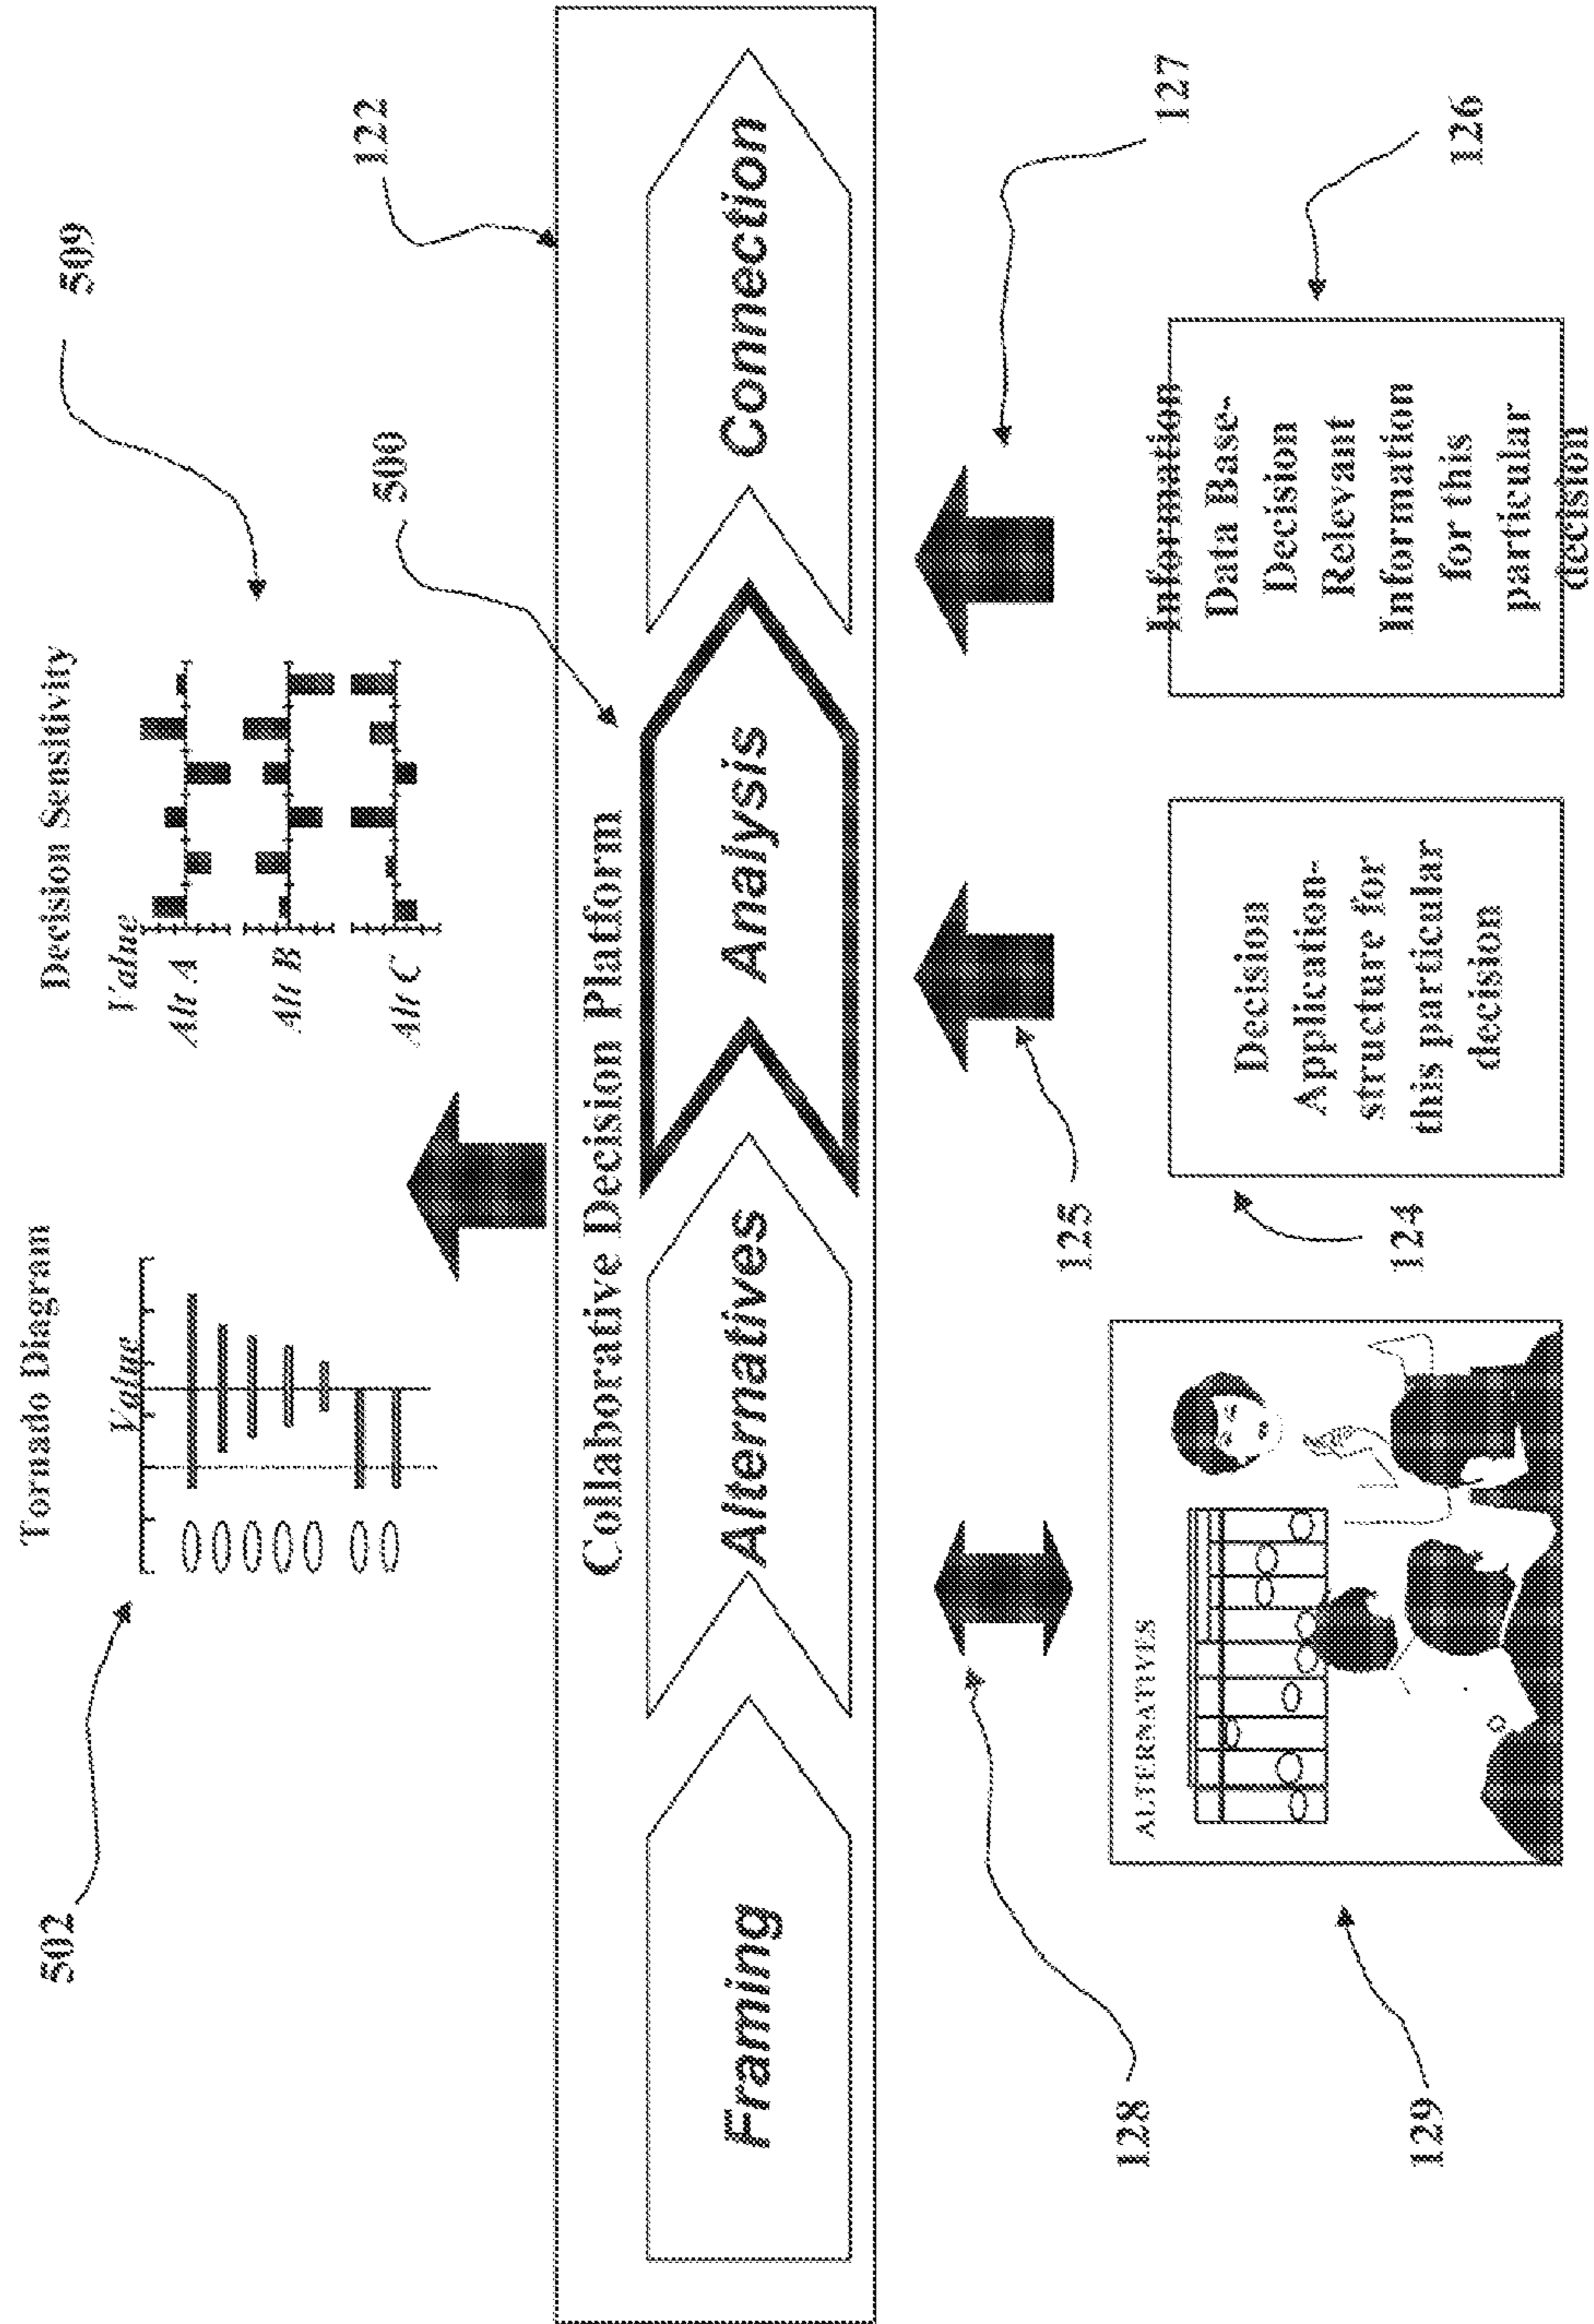 Tornado Diagram
Decision Sensitivity
502
509
Value
Value
Alt A
Alt B
Alt C
500
122
Collaborative Decision Platform
Framing
Alternatives
Analysis
Connection
128
125
127
129
124
126
ALTERNATIVES
Decision
Application-
structure for
this particular
decision
Information
Data Base-
Decision
Relevant
Information
for this
particular
decision